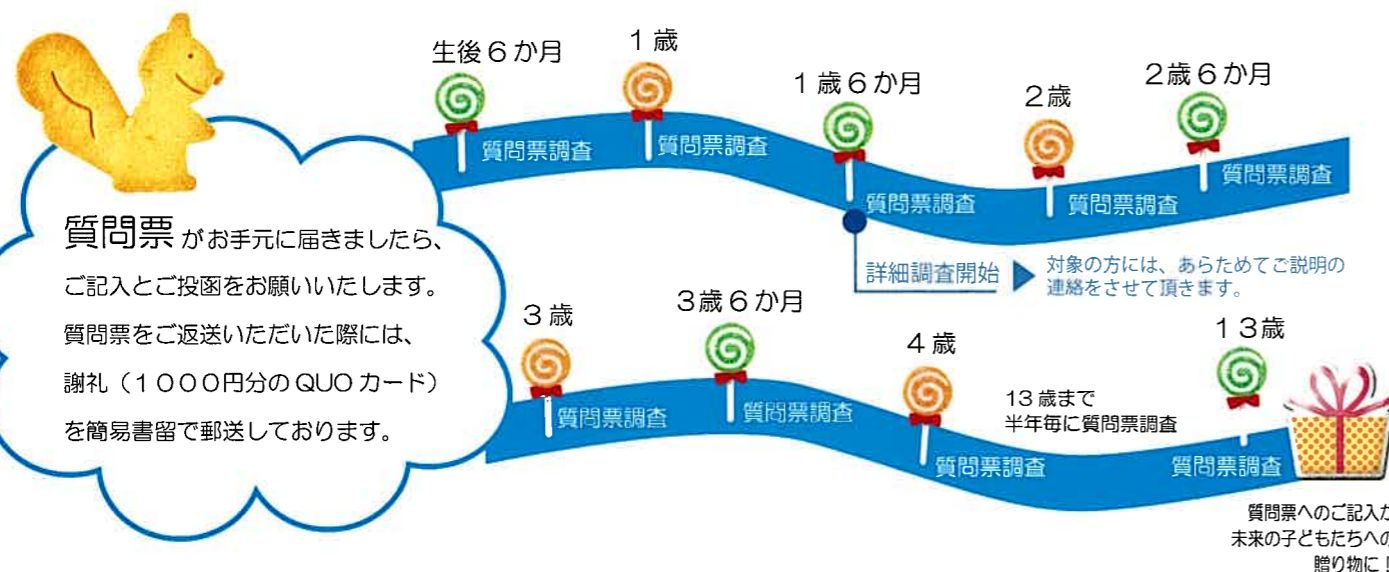 生後6か月
1歳
1歳6か月
2歳
2歳6か月
質問票調査
質問票調査
質問票調査
質問票調査
質問票調査
詳細調査開始
対象の方には、あらためてご説明の
連絡をさせて頂きます。
質問票がお手元に届きましたら、
ご記入とご投函をお願いいたします。
質問票をご返送いただいた際には、
謝礼(1000円分のQUOカード)
を簡易書留で郵送しております。
3歳
3歳6か月
4歳
13歳まで
半年毎に質問票調査
13歳
質問票調査
質問票調査
質問票調査
質問票調査
質問票へのご記入が
未来の子どもたちへの
贈り物に!